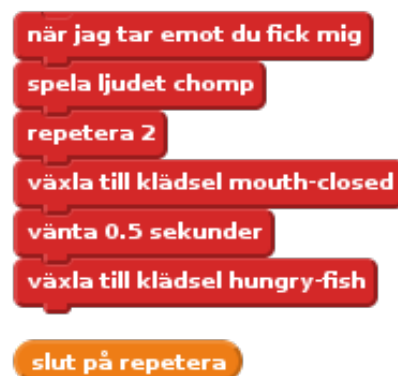 när jag tar emot du fick mig
spela ljudet chomp
repetera 2
växla till klädsel mouth-closed
vänta 0.5 sekunder
växla till klädsel hungry-fish
slut på repetera